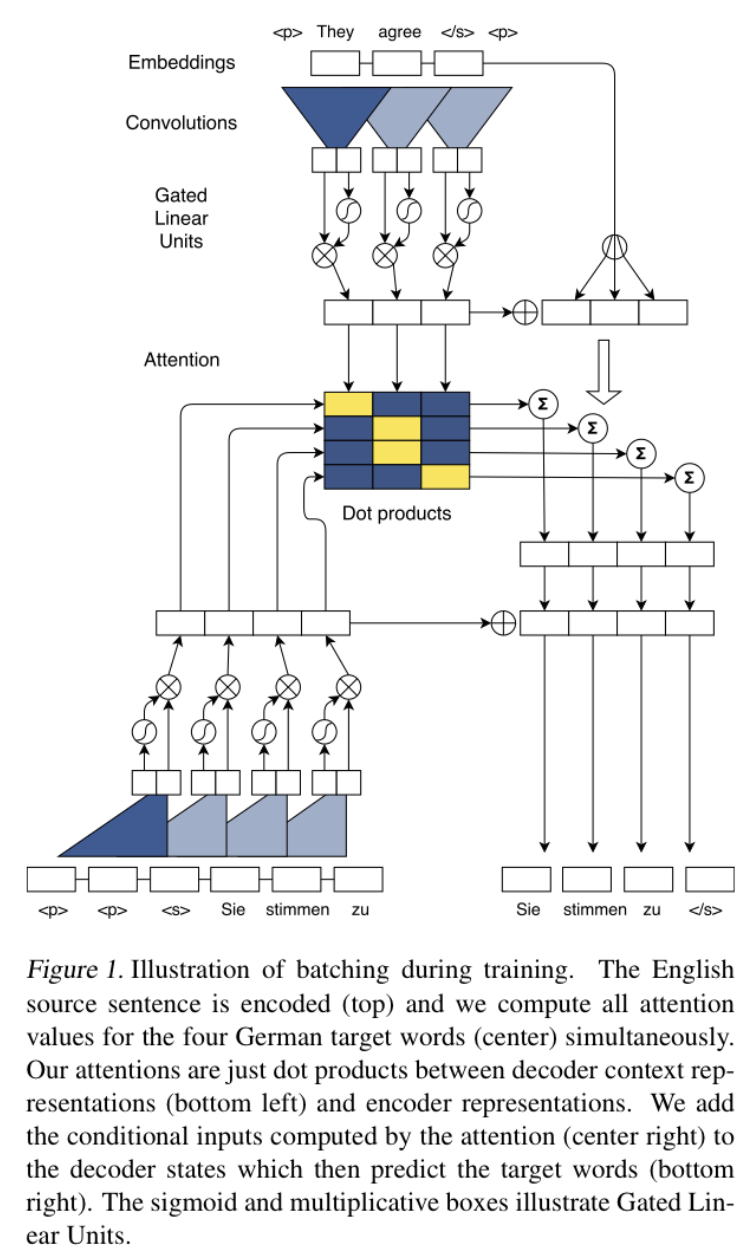 <p> They agree </s> <p>
Embeddings
Convolutions
Gated
Linear
Units
Attention
Σ
Σ
Σ
Σ
Dot products
<p> <p> <s> Sie stimmen zu
Sie stimmen zu </s>
Figure 1. Illustration of batching during training. The English
source sentence is encoded (top) and we compute all attention
values for the four German target words (center) simultaneously.
Our attentions are just dot products between decoder context rep-
resentations (bottom left) and encoder representations. We add
the conditional inputs computed by the attention (center right) to
the decoder states which then predict the target words (bottom
right). The sigmoid and multiplicative boxes illustrate Gated Lin-
ear Units.